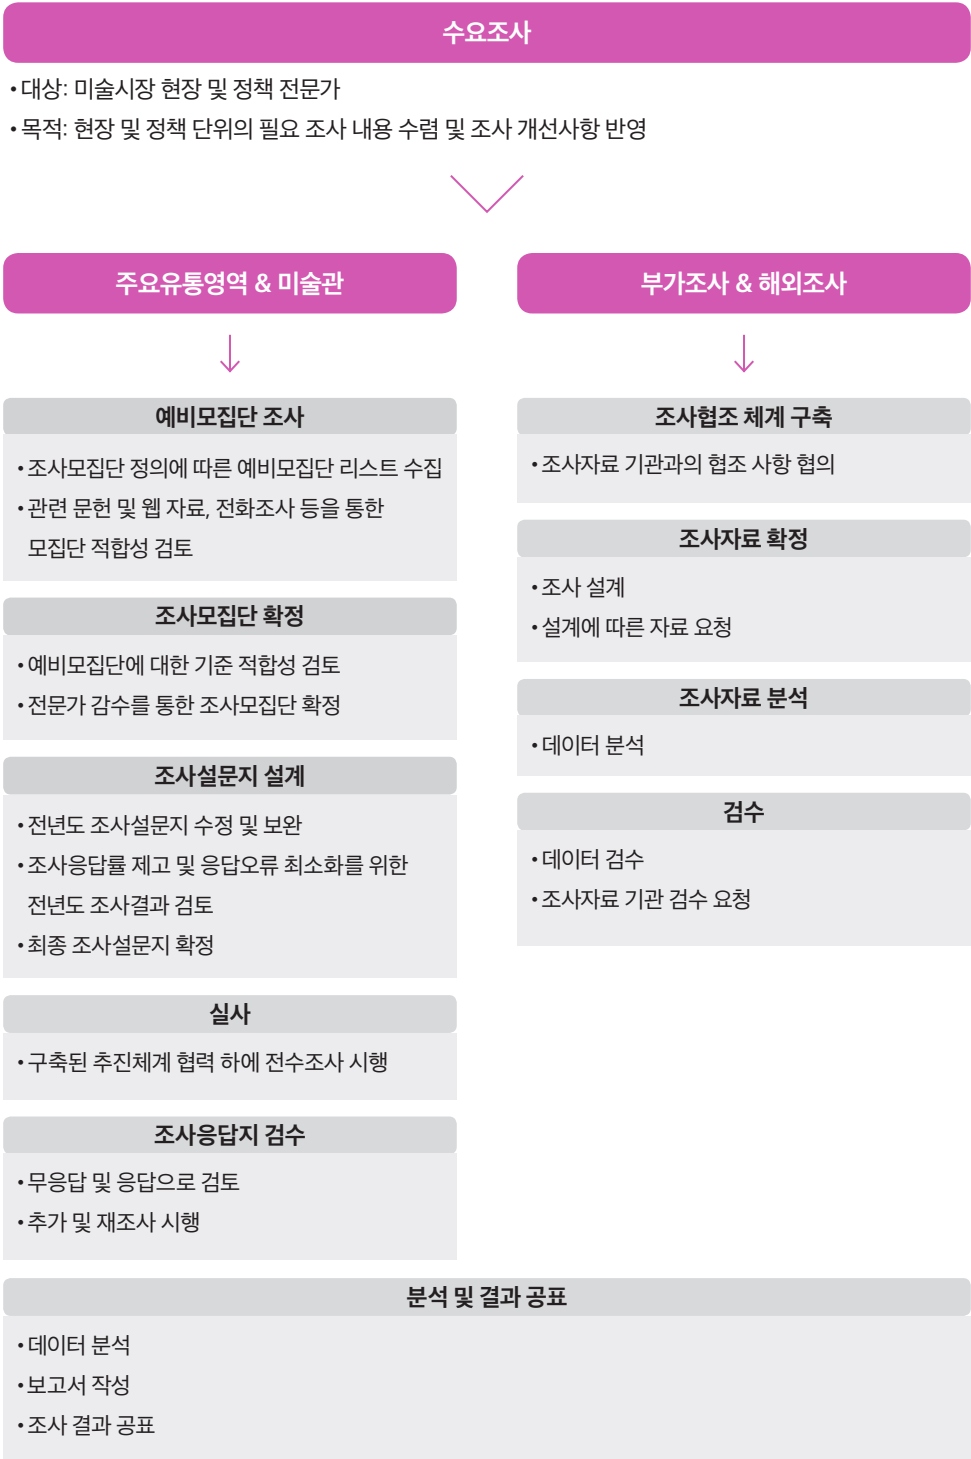 수요조사
• 대상: 미술시장 현장 및 정책 전문가
• 목적: 현장 및 정책 단위의 필요 조사 내용 수렴 및 조사 개선사항 반영
주요유통영역 & 미술관
예비모집단 조사
• 조사모집단 정의에 따른 예비모집단 리스트 수집
• 관련 문헌 및 웹 자료, 전화조사 등을 통한
모집단 적합성 검토
조사모집단 확정
• 예비모집단에 대한 기준 적합성 검토
• 전문가 감수를 통한 조사모집단 확정
조사설문지 설계
• 전년도 조사설문지 수정 및 보완
• 조사응답률 제고 및 응답오류 최소화를 위한
전년도 조사결과 검토
• 최종 조사설문지 확정
실사
• 구축된 추진체계 협력 하에 전수조사 시행
조사응답지 검수
• 무응답 및 응답으로 검토
• 추가 및 재조사 시행
부가조사 & 해외조사
조사협조 체계 구축
• 조사자료 기관과의 협조 사항 협의
조사자료 확정
• 조사 설계
• 설계에 따른 자료 요청
조사자료 분석
• 데이터 분석
검수
• 데이터 검수
• 조사자료 기관 검수 요청
분석 및 결과 공표
• 데이터 분석
• 보고서 작성
• 조사 결과 공표